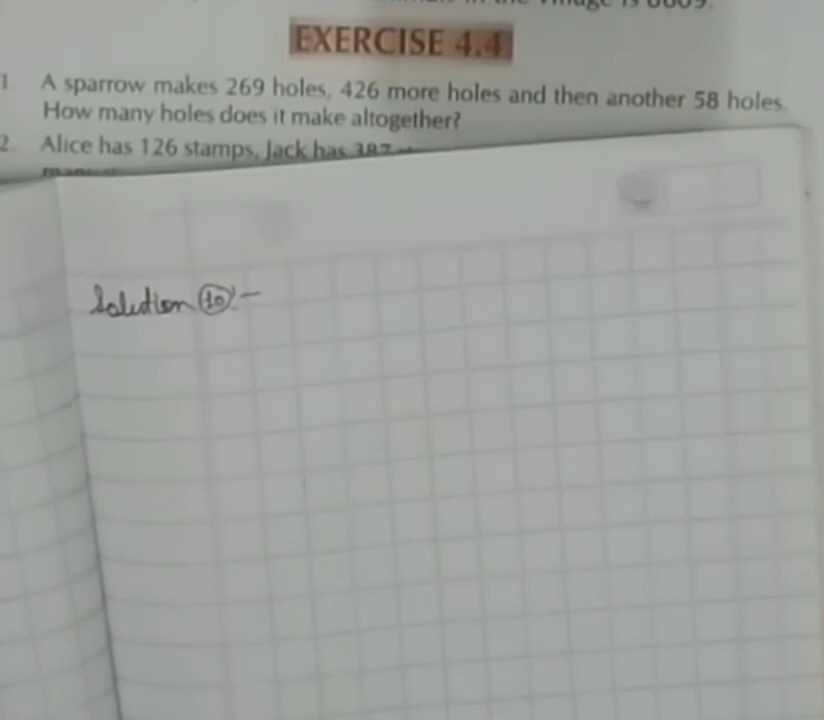 EXERCISE 4.4
1. A sparrow makes 269 holes, 426 more holes and then another 58 holes.
How many holes does it make altogether?
2. Alice has 126 stamps, Jack has 387
Solution 10:-